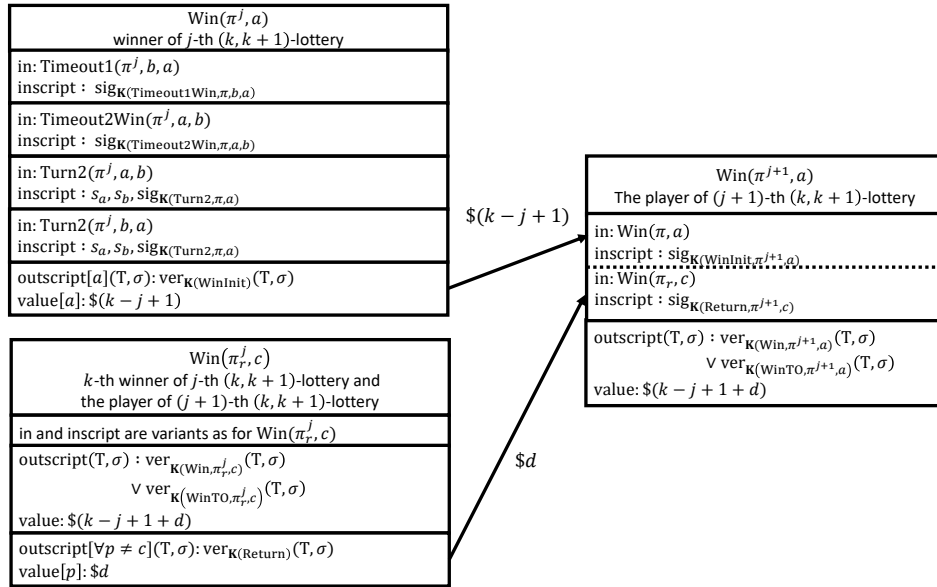 Win(π^j, a)
winner of j-th (k, k + 1)-lottery
in: Timeout1(π^j, b, a)
inscript : sig_K(Timeout1Win,π,b,a)
in: Timeout2Win(π^j, a, b)
inscript : sig_K(Timeout2Win,π,a,b)
in: Turn2(π^j, a, b)
inscript : s_a, s_b, sig_K(Turn2,π,a)
in: Turn2(π^j, b, a)
inscript : s_a, s_b, sig_K(Turn2,π,a)
outscript[a](T, σ): ver_K(WinInit)(T, σ)
value[a]: $(k − j + 1)
Win(π_r^j, c)
k-th winner of j-th (k, k + 1)-lottery and
the player of (j + 1)-th (k, k + 1)-lottery
in and inscript are variants as for Win(π_r^j, c)
outscript(T, σ) : ver_K(Win,π_r^j,c)(T, σ)
∨ ver_K(WinTO,π_r^j,c)(T, σ)
value: $(k − j + 1 + d)
outscript[∀p ≠ c](T, σ): ver_K(Return)(T, σ)
value[p]: $d
$(k − j + 1)
$d
Win(π^{j+1}, a)
The player of (j + 1)-th (k, k + 1)-lottery
in: Win(π, a)
inscript : sig_K(WinInit,π^{j+1},a)
in: Win(π_r, c)
inscript : sig_K(Return,π^{j+1},c)
outscript(T, σ) : ver_K(Win,π^{j+1},a)(T, σ)
∨ ver_K(WinTO,π^{j+1},a)(T, σ)
value: $(k − j + 1 + d)